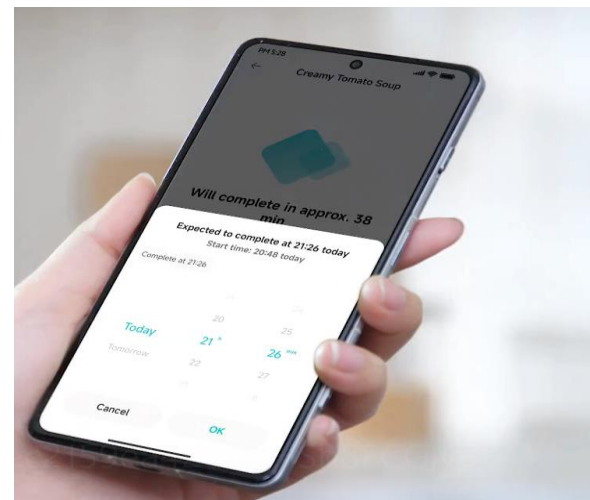 PM 5:28
Creamy Tomato Soup
Will complete in approx. 38
min
Expected to complete at 21:26 today
Start time: 20:48 today
Complete at 21:26
20 25
Today 21 h 26 min
Tomorrow 22 27
Cancel OK